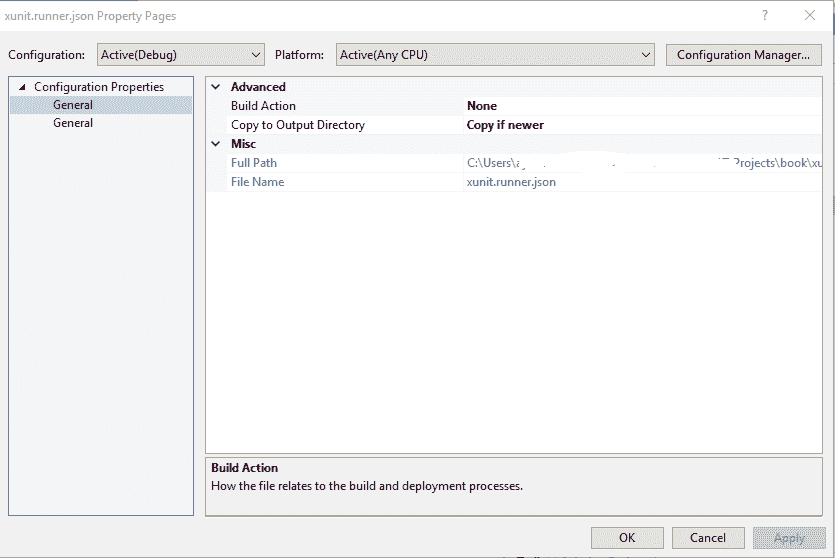 xunit.runner.json Property Pages
Configuration: Active(Debug) Platform: Active(Any CPU) Configuration Manager...
Configuration Properties
General
General
Advanced
Build Action None
Copy to Output Directory Copy if newer
Misc
Full Path C:\Users\ Projects\book\xu
File Name xunit.runner.json
Build Action
How the file relates to the build and deployment processes.
OK Cancel Apply